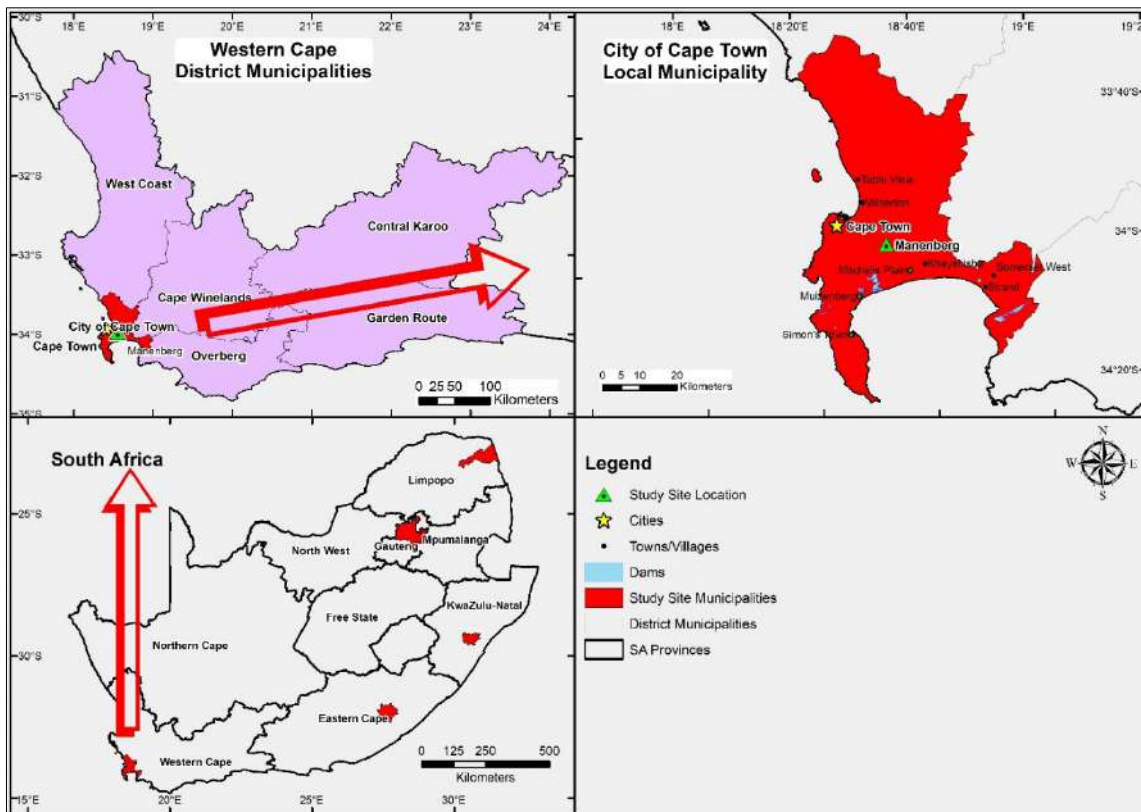 30°S
18°E
19°E
20°E
21°E
22°E
23°E
24°E
Western Cape
District Municipalities
31°S
32°S
33°S
34°S
35°S
West Coast
Central Karoo
Cape Winelands
Garden Route
City of Cape Town
Cape Town
Manenberg
Overberg
0 25 50 100
Kilometers
18°E
18°20'E
18°40'E
19°E
City of Cape Town
Local Municipality
33°40'S
34°S
34°20'S
Table View
Milnerton
Cape Town
Manenberg
Khayelitsha
Mitchells Plain
Somerset West
Strand
Muizenberg
Simon's Town
0 5 10 20
Kilometers
South Africa
25°S
30°S
15°E
20°E
25°E
30°E
Limpopo
North West
Gauteng
Mpumalanga
Free State
KwaZulu-Natal
Northern Cape
Eastern Cape
Western Cape
0 125 250 500
Kilometers
N
W
E
S
Legend
Study Site Location
Cities
Towns/Villages
Dams
Study Site Municipalities
District Municipalities
SA Provinces